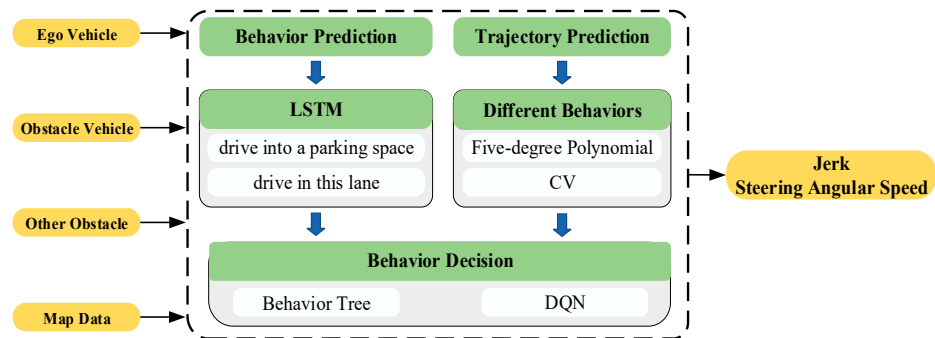 Ego Vehicle
Obstacle Vehicle
Other Obstacle
Map Data
Behavior Prediction
LSTM
drive into a parking space
drive in this lane
Trajectory Prediction
Different Behaviors
Five-degree Polynomial
CV
Behavior Decision
Behavior Tree
DQN
Jerk
Steering Angular Speed